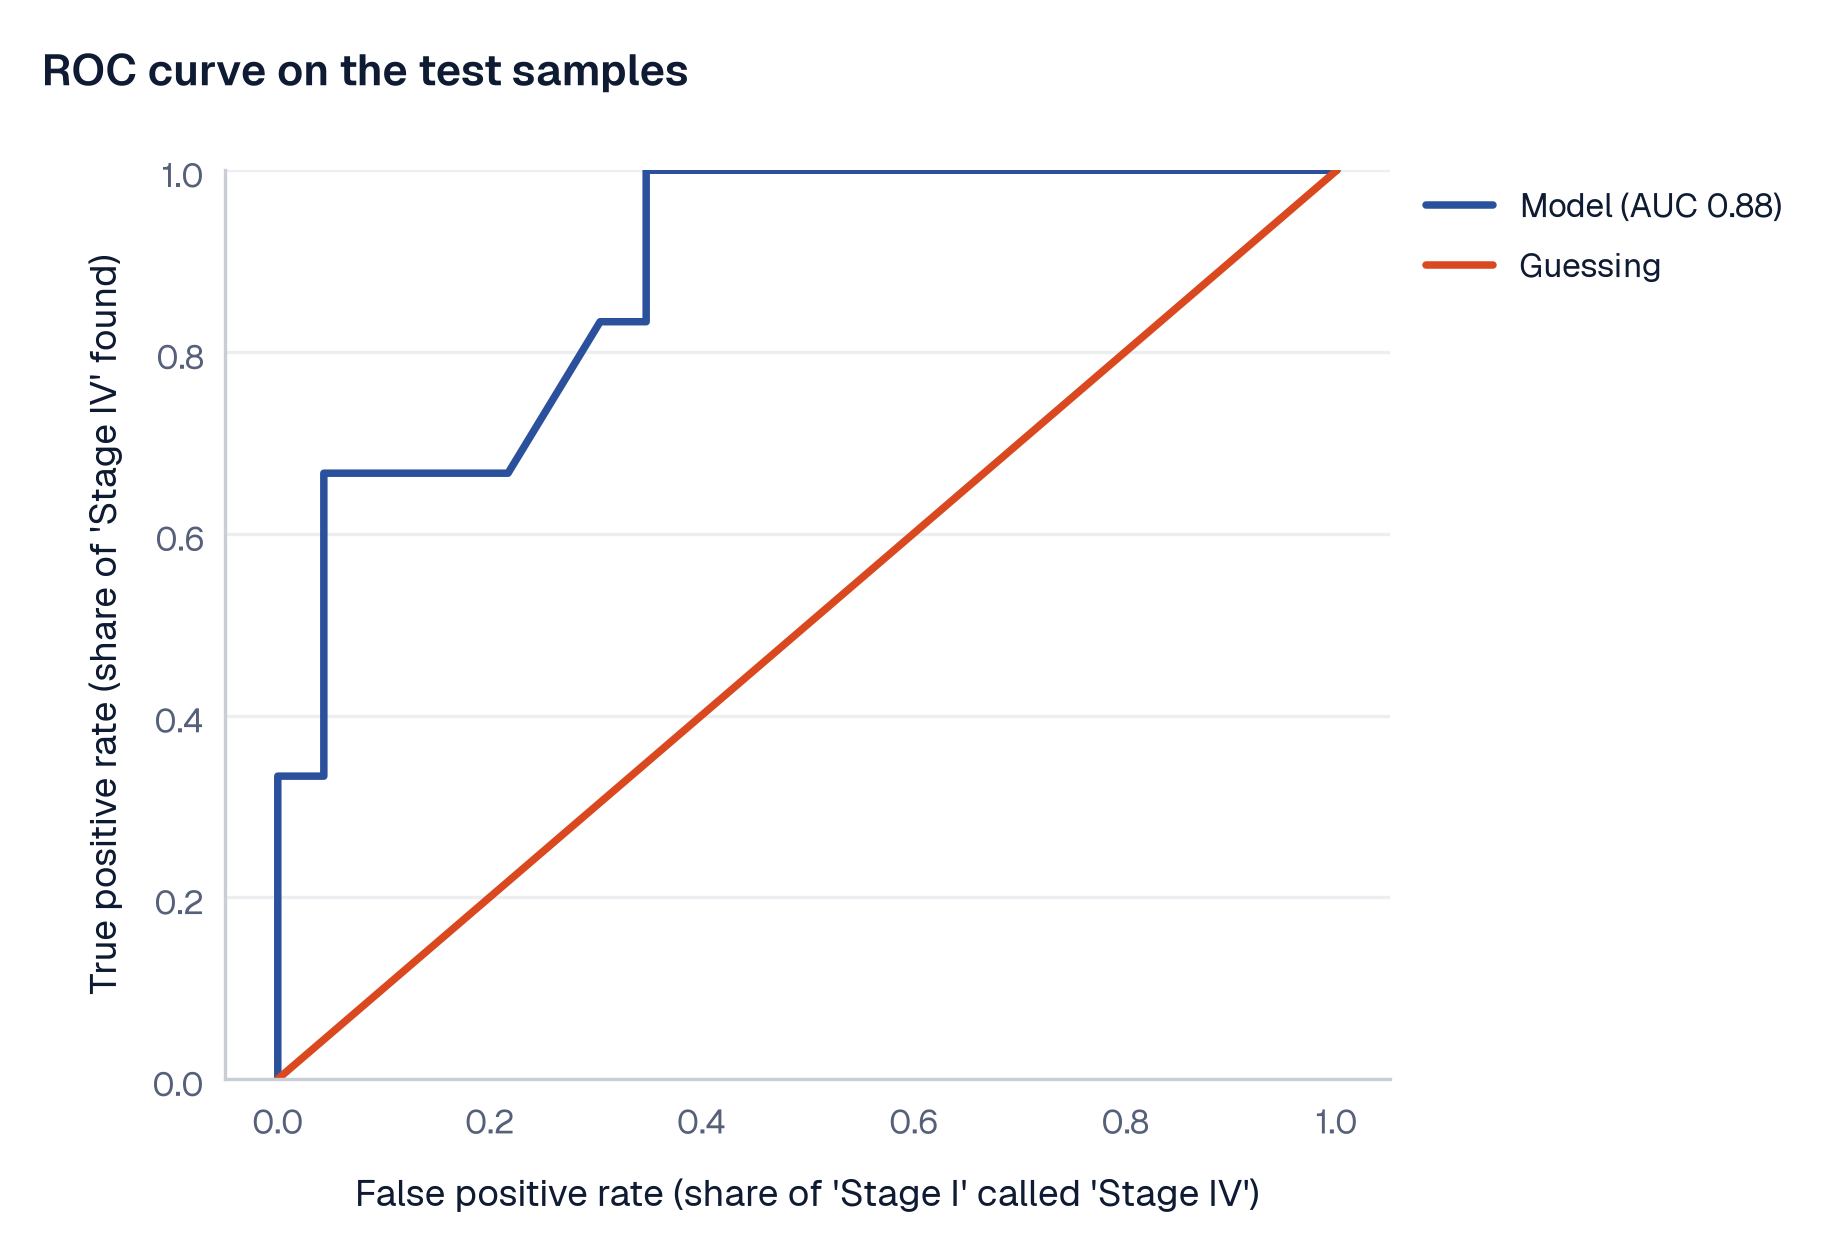 ROC curve on the test samples
Model (AUC 0.88)
Guessing
True positive rate (share of 'Stage IV' found)
1.0
0.8
0.6
0.4
0.2
0.0
0.0 0.2 0.4 0.6 0.8 1.0
False positive rate (share of 'Stage I' called 'Stage IV')